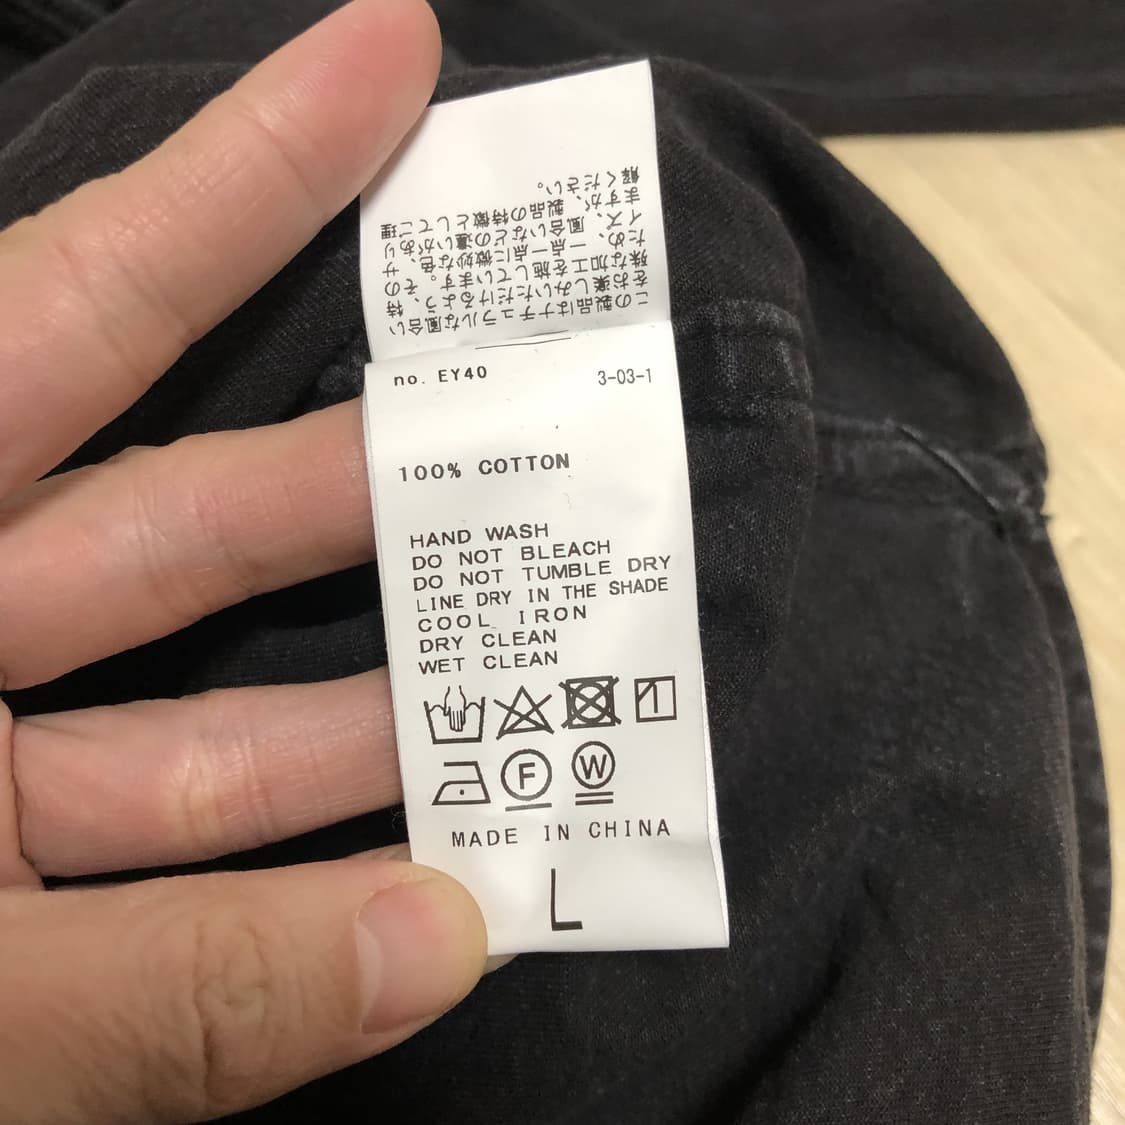 この製品はナチュラルな風合い
をお楽しみいただけるよう、特
殊な加工を施しています。その
ため、一点一点に微妙な色、サ
イズ、風合いなどの違いがあり
ますが、製品の特徴としてご理
解ください。
no. EY40 3-03-1
100% COTTON
HAND WASH
DO NOT BLEACH
DO NOT TUMBLE DRY
LINE DRY IN THE SHADE
COOL IRON
DRY CLEAN
WET CLEAN
F W
MADE IN CHINA
L